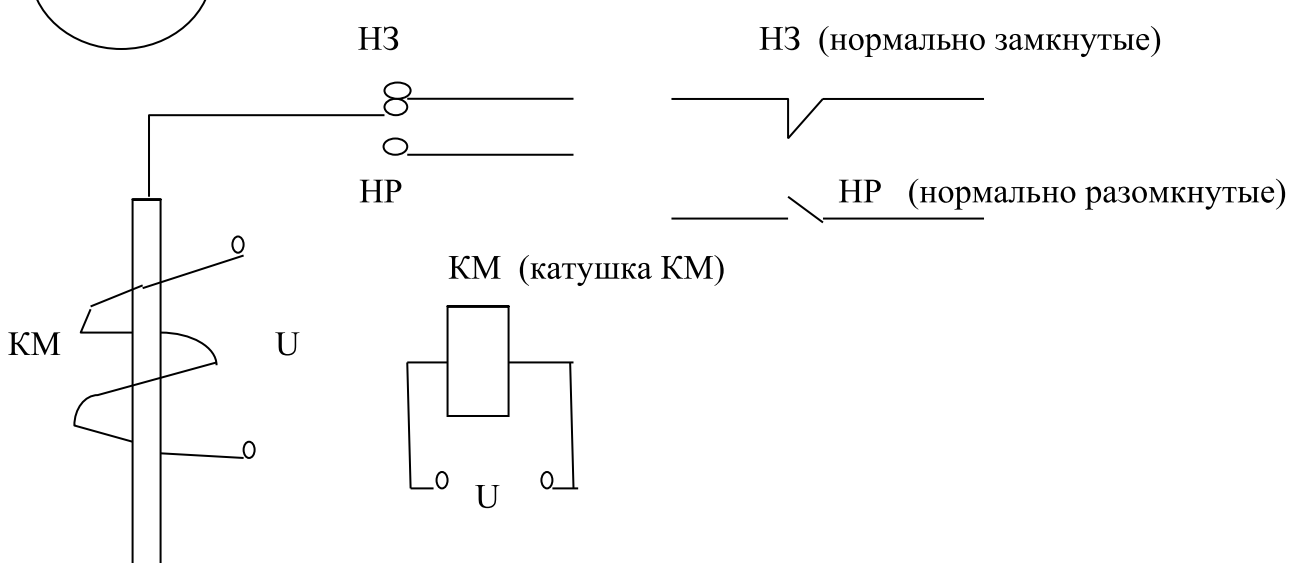 НЗ
НЗ (нормально замкнутые)
НР
НР (нормально разомкнутые)
КМ (катушка КМ)
КМ
U
U